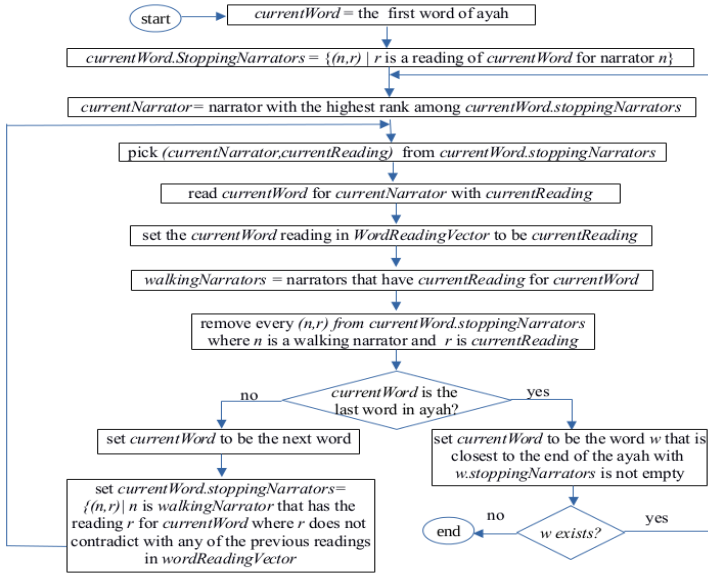 start
currentWord = the first word of ayah
currentWord.StoppingNarrators = {(n,r) | r is a reading of currentWord for narrator n}
currentNarrator= narrator with the highest rank among currentWord.stoppingNarrators
pick (currentNarrator,currentReading) from currentWord.stoppingNarrators
read currentWord for currentNarrator with currentReading
set the currentWord reading in WordReadingVector to be currentReading
walkingNarrators = narrators that have currentReading for currentWord
remove every (n,r) from currentWord.stoppingNarrators
where n is a walking narrator and r is currentReading
no
currentWord is the
last word in ayah?
yes
set currentWord to be the next word
set currentWord.stoppingNarrators=
{(n,r)| n is walkingNarrator that has the
reading r for currentWord where r does not
contradict with any of the previous readings
in wordReadingVector
set currentWord to be the word w that is
closest to the end of the ayah with
w.stoppingNarrators is not empty
end
no
w exists?
yes